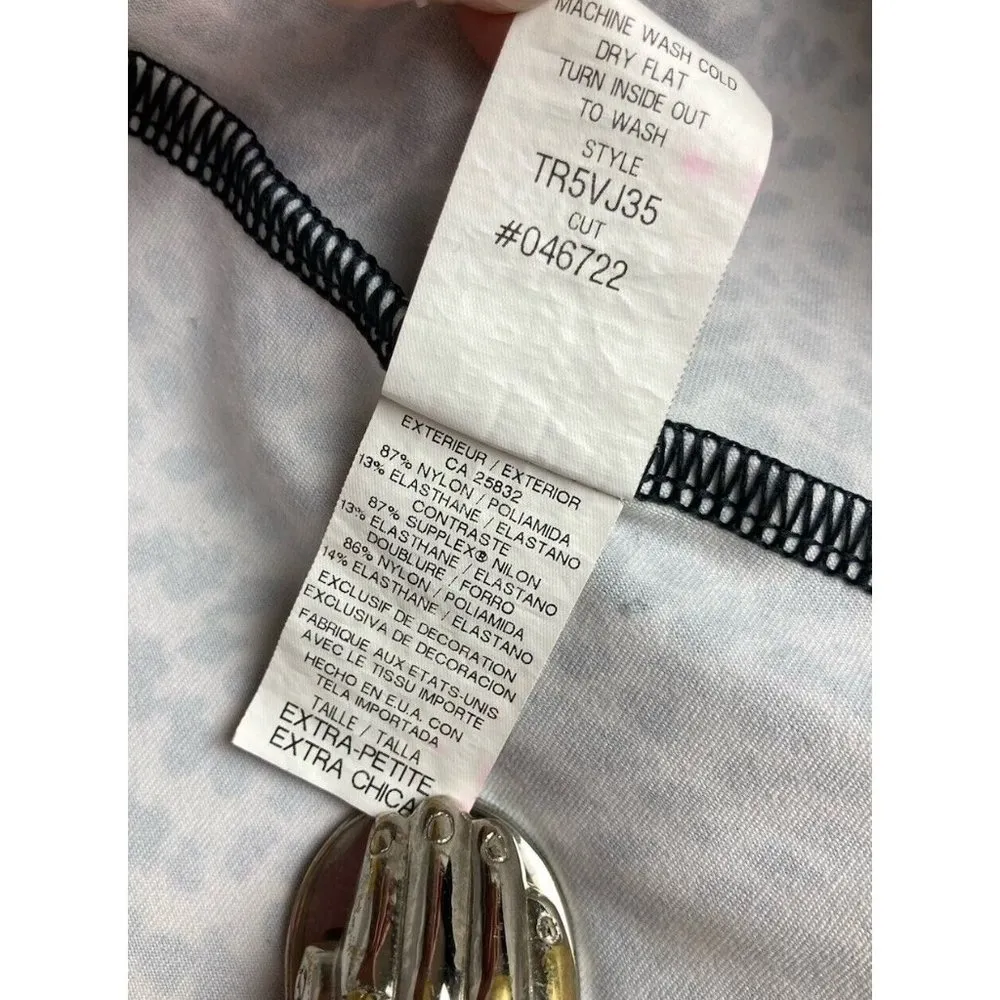 MACHINE WASH COLD
DRY FLAT
TURN INSIDE OUT
TO WASH
STYLE
TR5VJ35
CUT
#046722
EXTERIEUR / EXTERIOR
CA 25832
87% NYLON / POLIAMIDA
13% ELASTHANE / ELASTANO
CONTRASTE
87% SUPPLEX® NILON
13% ELASTHANE / ELASTANO
DOUBLURE / FORRO
86% NYLON / POLIAMIDA
14% ELASTHANE / ELASTANO
EXCLUSIF DE DECORATION
EXCLUSIVA DE DECORACION
FABRIQUE AUX ETATS-UNIS
AVEC LE TISSU IMPORTE
HECHO EN E.U.A. CON
TELA IMPORTADA
TAILLE / TALLA
EXTRA-PETITE
EXTRA CHICA